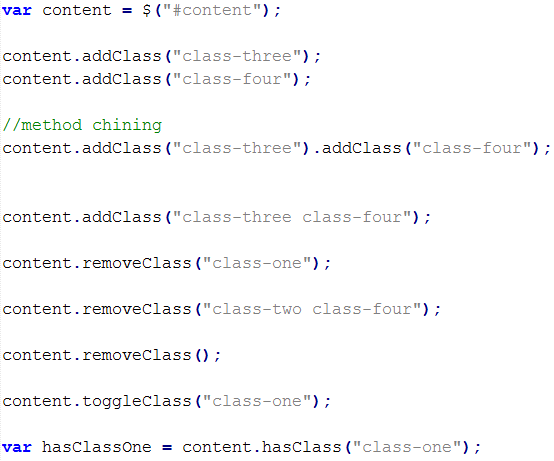 var content = $("#content");
content.addClass("class-three");
content.addClass("class-four");
//method chining
content.addClass("class-three").addClass("class-four");
content.addClass("class-three class-four");
content.removeClass("class-one");
content.removeClass("class-two class-four");
content.removeClass();
content.toggleClass("class-one");
var hasClassOne = content.hasClass("class-one");